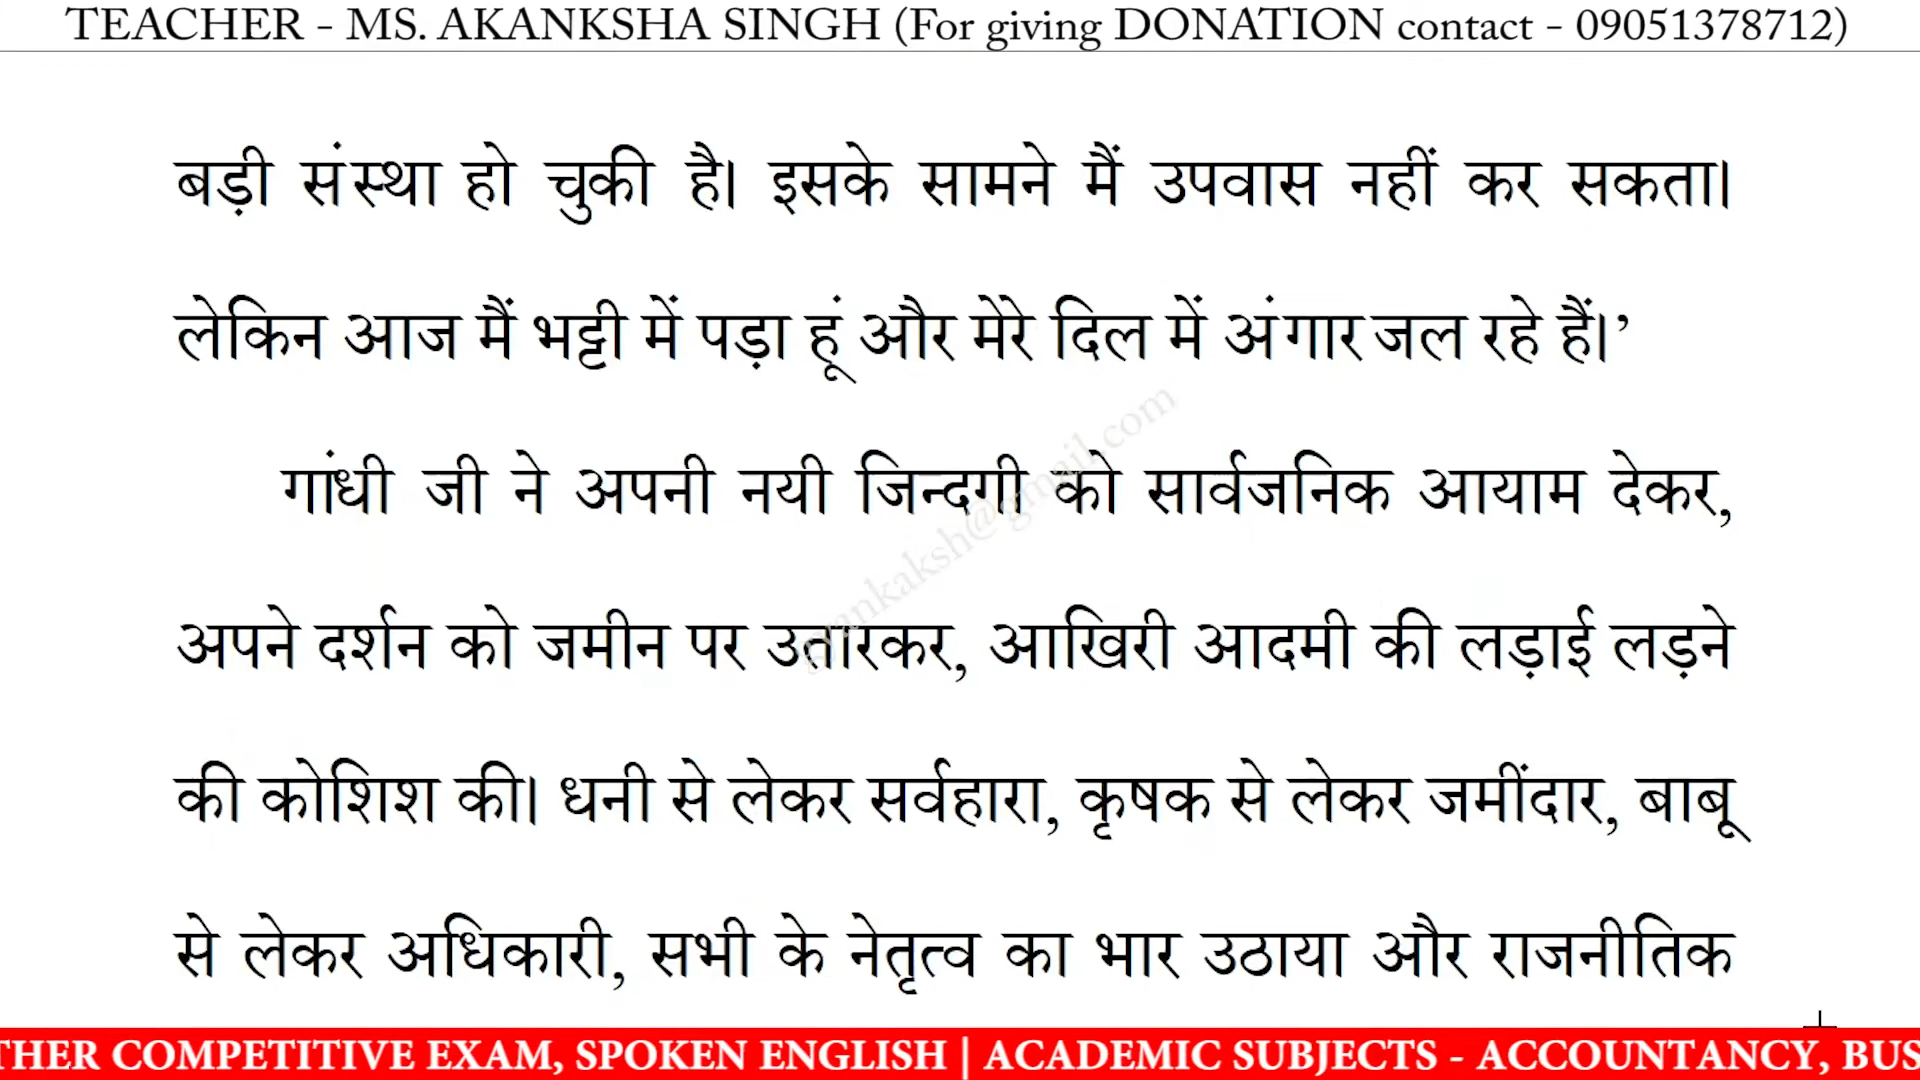 TEACHER - MS. AKANKSHA SINGH (For giving DONATION contact - 09051378712)
बड़ी संस्था हो चुकी है। इसके सामने मैं उपवास नहीं कर सकता।
लेकिन आज मैं भट्टी में पड़ा हूं और मेरे दिल में अंगार जल रहे हैं।’
गांधी जी ने अपनी नयी जिन्दगी को सार्वजनिक आयाम देकर,
अपने दर्शन को जमीन पर उतारकर, आखिरी आदमी की लड़ाई लड़ने
की कोशिश की। धनी से लेकर सर्वहारा, कृषक से लेकर जमींदार, बाबू
से लेकर अधिकारी, सभी के नेतृत्व का भार उठाया और राजनीतिक
gyankaksh@gmail.com
THER COMPETITIVE EXAM, SPOKEN ENGLISH | ACADEMIC SUBJECTS - ACCOUNTANCY, BUS